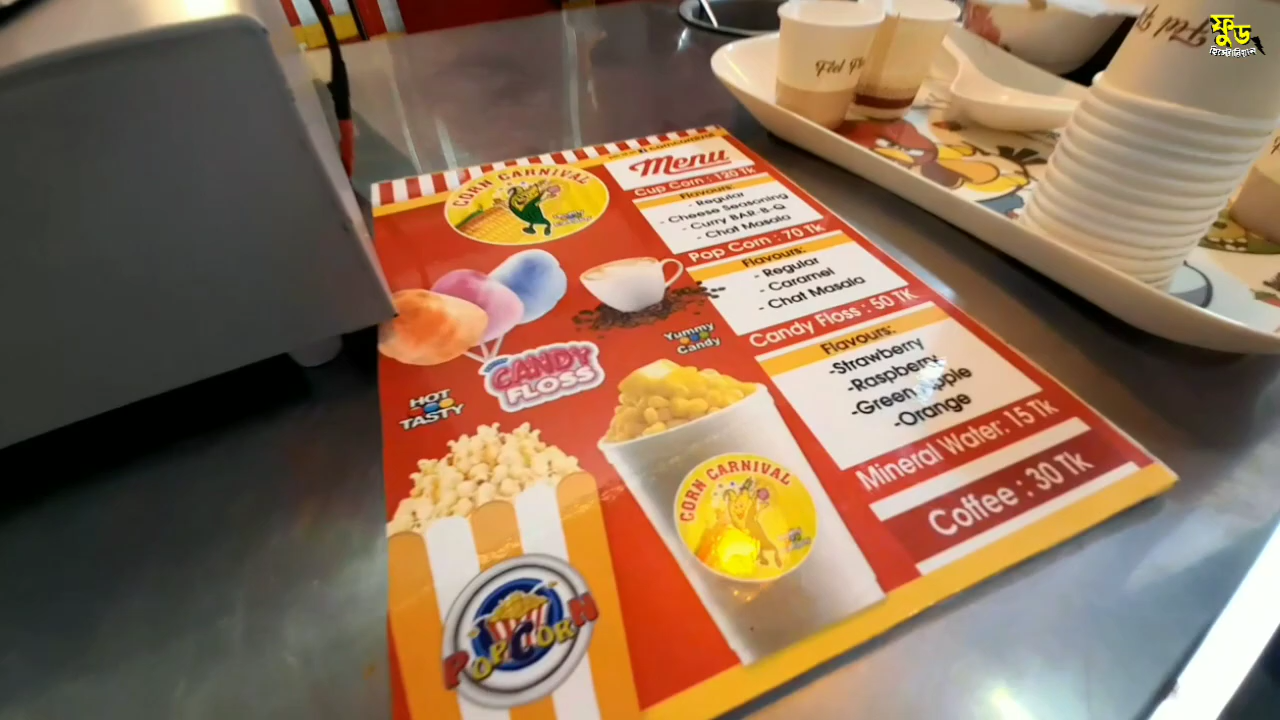 ফুড
CORN CARNIVAL
Menu
Cup Corn : 120 Tk
Flavours:
- Regular
- Cheese Seasoning
- Curry BAR-B-Q
- Chat Masala
Pop Corn : 70 Tk
Flavours:
- Regular
- Caramel
- Chat Masala
Candy Floss : 50 Tk
Flavours:
-Strawberry
-Raspberry
-Green Apple
-Orange
Mineral Water: 15 Tk
Coffee : 30 Tk
Yummy
Candy
CANDY
FLOSS
HOT
TASTY
CORN CARNIVAL
POPCORN